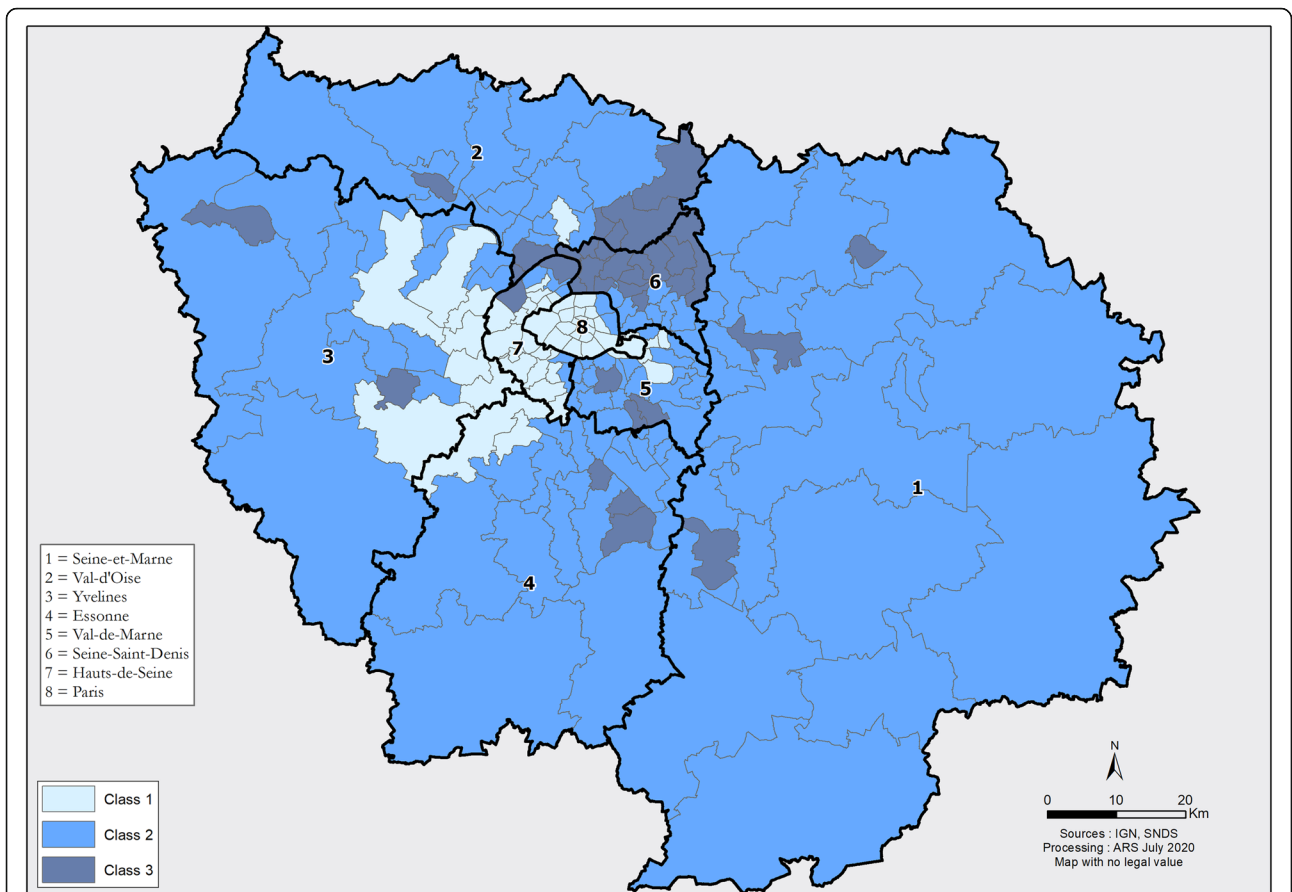 2
6
8
3
7
5
1
4
1 = Seine-et-Marne
2 = Val-d'Oise
3 = Yvelines
4 = Essonne
5 = Val-de-Marne
6 = Seine-Saint-Denis
7 = Hauts-de-Seine
8 = Paris
Class 1
Class 2
Class 3
N
0 10 20
Km
Sources : IGN, SNDS
Processing : ARS July 2020
Map with no legal value